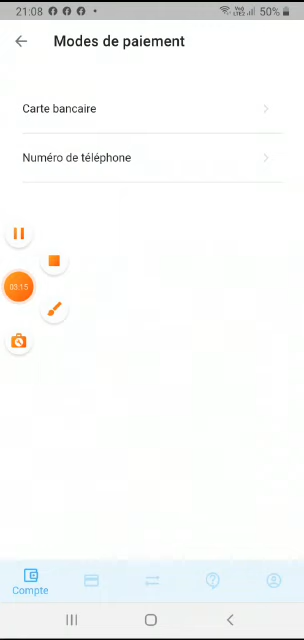 21:08 50%
Modes de paiement
Carte bancaire
Numéro de téléphone
03:15
Compte